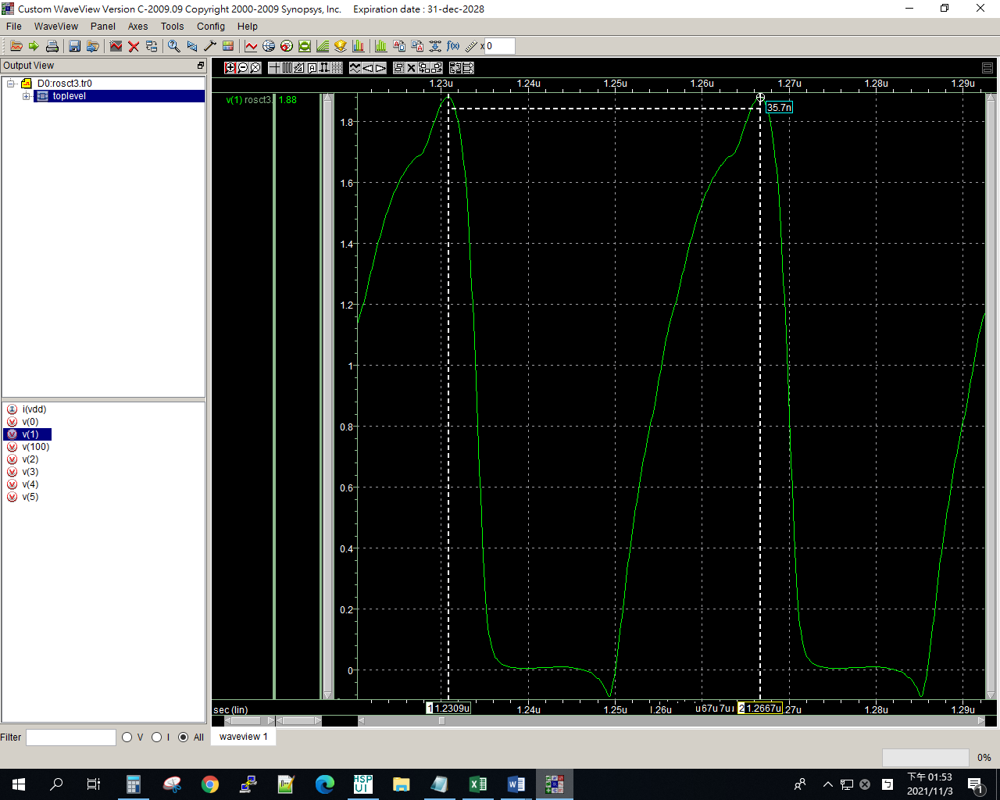 Custom WaveView Version C-2009.09 Copyright 2000-2009 Synopsys, Inc. Expiration date : 31-dec-2028
File WaveView Panel Axes Tools Config Help
f(x) x 0
Output View
D0:rosct3.tr0
toplevel
i(vdd)
v(0)
v(1)
v(100)
v(2)
v(3)
v(4)
v(5)
Filter V I All
1.23u 1.24u 1.25u 1.26u 1.27u 1.28u 1.29u
v(1) rosct3. 1.88
35.7n
1.8
1.6
1.4
1.2
1
0.8
0.6
0.4
0.2
0
sec (lin) 1 1.2309u 1.24u 1.25u 2 1.2667u 1.28u 1.29u
waveview 1
0%
HSP UI
下午 01:53
2021/11/3
1